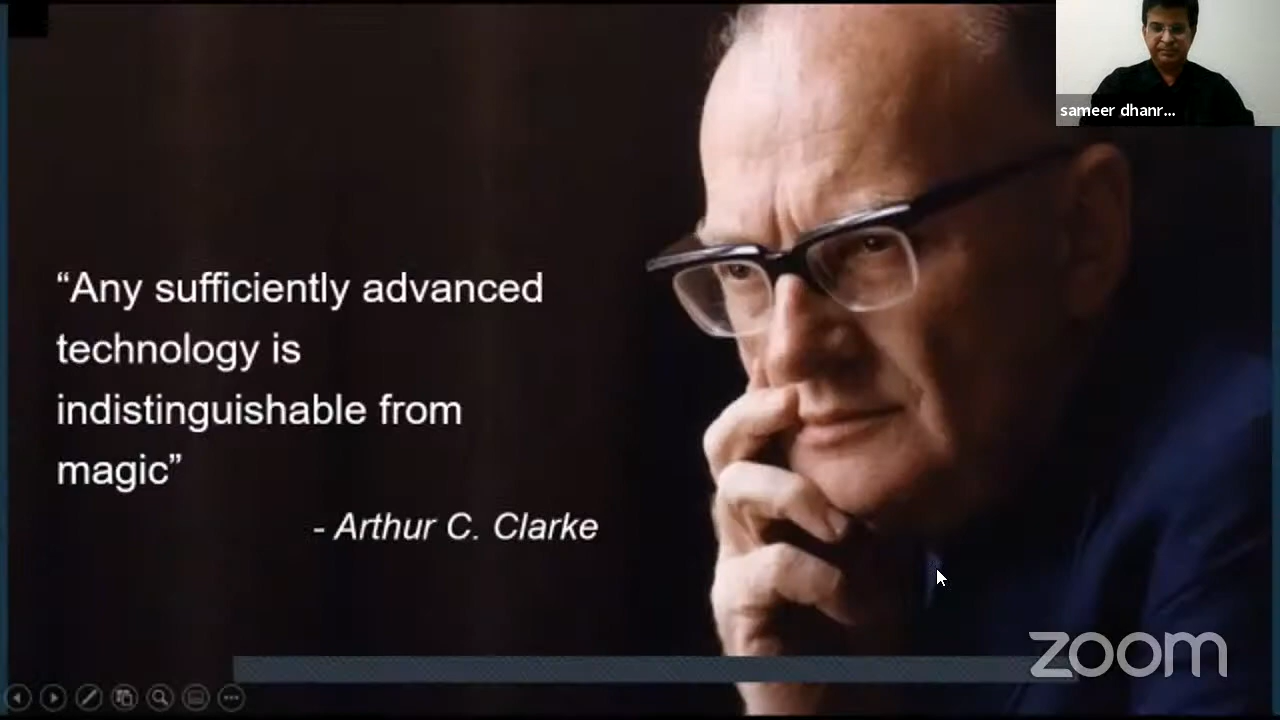 sameer dhanr...
“Any sufficiently advanced
technology is
indistinguishable from
magic”
- Arthur C. Clarke
zoom